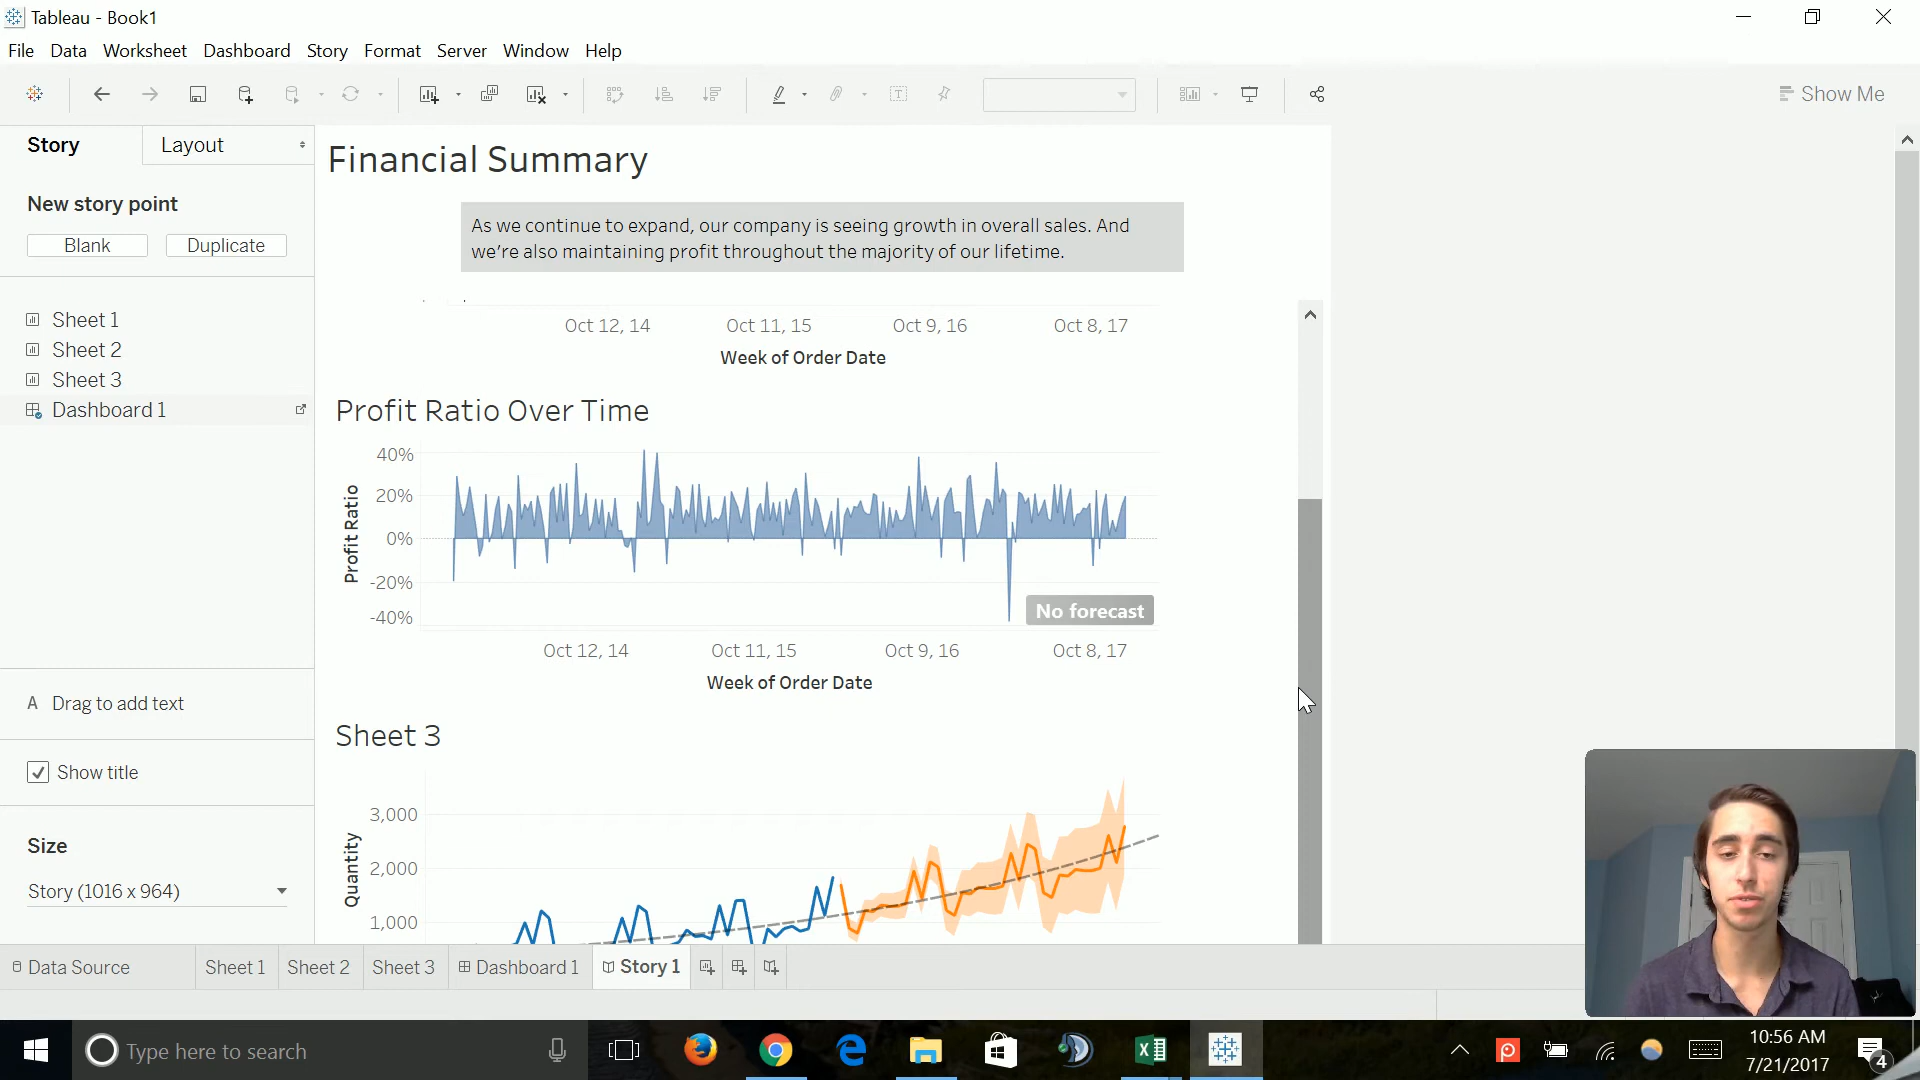 Tableau - Book1
File Data Worksheet Dashboard Story Format Server Window Help
Show Me
Story Layout
New story point
Blank Duplicate
Sheet 1
Sheet 2
Sheet 3
Dashboard 1
A Drag to add text
Show title
Size
Story (1016 x 964)
Financial Summary
As we continue to expand, our company is seeing growth in overall sales. And
we're also maintaining profit throughout the majority of our lifetime.
Oct 12, 14 Oct 11, 15 Oct 9, 16 Oct 8, 17
Week of Order Date
Profit Ratio Over Time
Profit Ratio
40%
20%
0%
-20%
-40%
No forecast
Oct 12, 14 Oct 11, 15 Oct 9, 16 Oct 8, 17
Week of Order Date
Sheet 3
Quantity
3,000
2,000
1,000
Data Source Sheet 1 Sheet 2 Sheet 3 Dashboard 1 Story 1
Type here to search
10:56 AM
7/21/2017
4